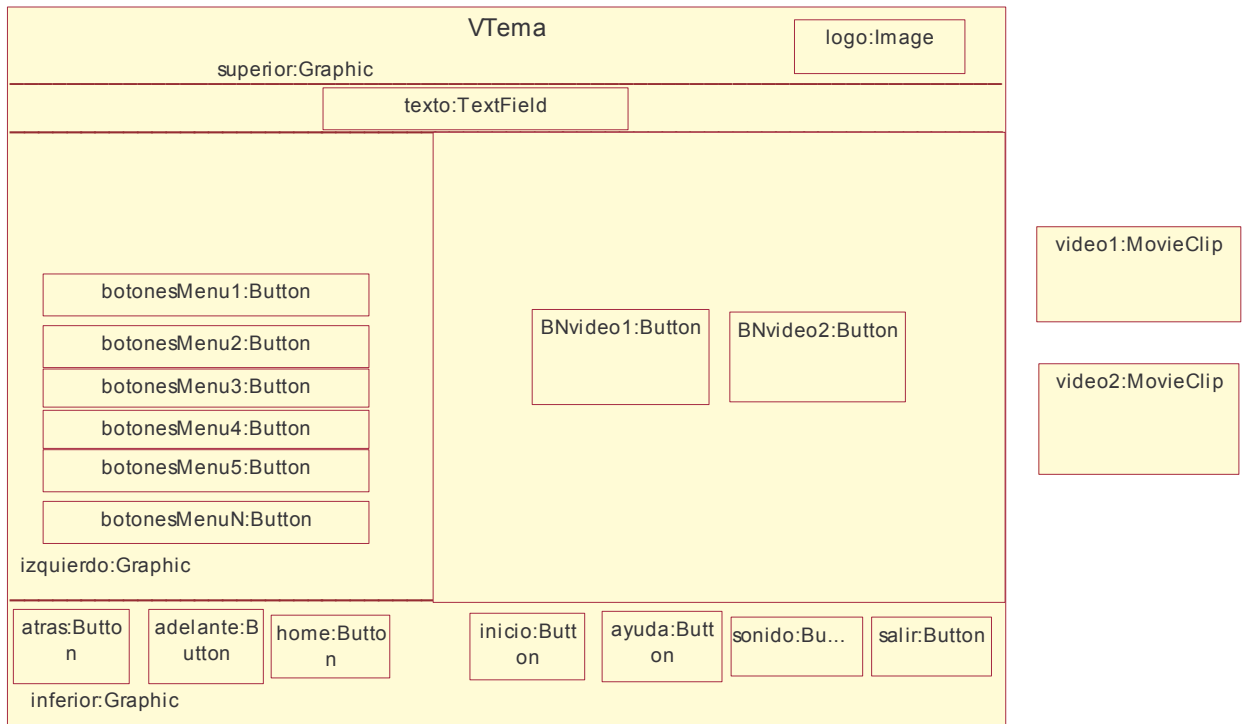 VTema
logo:Image
superior:Graphic
texto:TextField
video1:MovieClip
botonesMenu1:Button
BNvideo1:Button
BNvideo2:Button
botonesMenu2:Button
video2:MovieClip
botonesMenu3:Button
botonesMenu4:Button
botonesMenu5:Button
botonesMenuN:Button
izquierdo:Graphic
atras:Butto
n
adelante:B
utton
home:Butto
n
inicio:Butt
on
ayuda:Butt
on
sonido:Bu...
salir:Button
inferior:Graphic